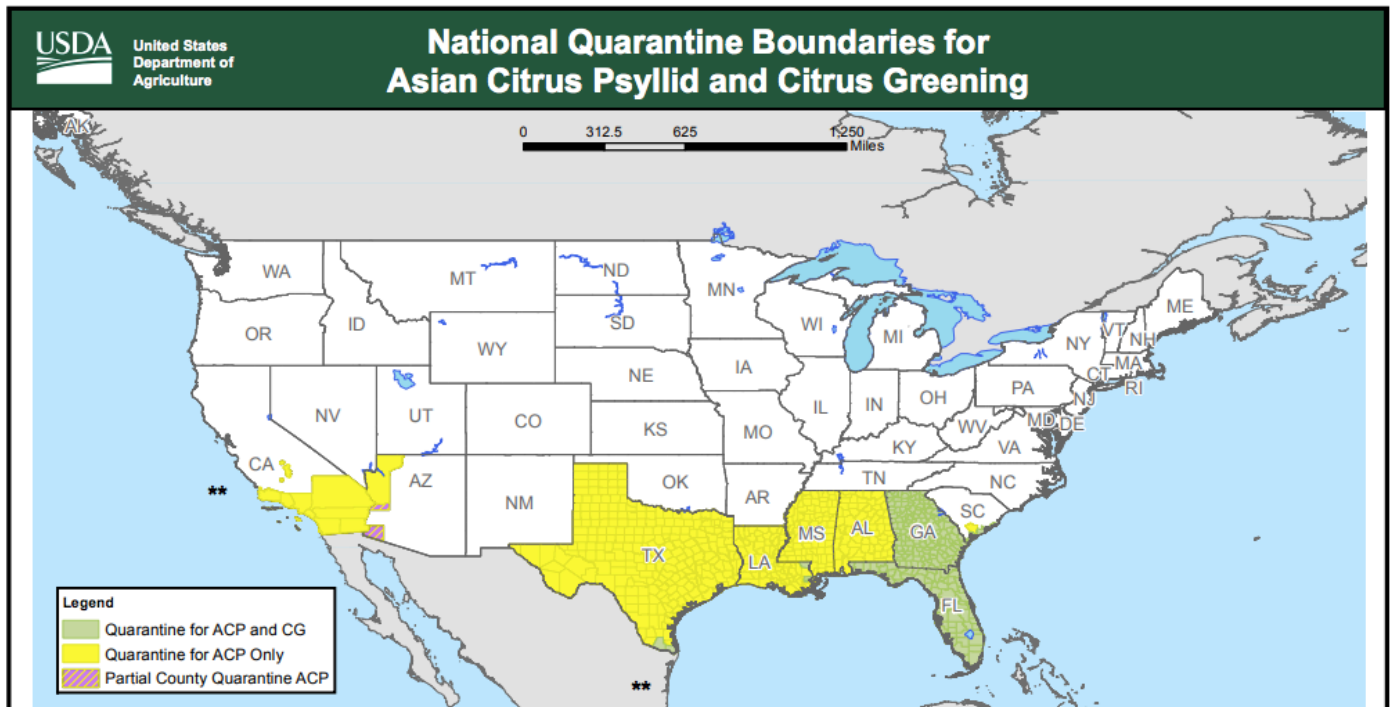 USDA
United States
Department of
Agriculture
National Quarantine Boundaries for
Asian Citrus Psyllid and Citrus Greening
AK
0 312.5 625 1,250
Miles
WA
MT
ND
MN
ME
OR
ID
SD
WI
MI
VT
NH
NY
WY
MA
CT
RI
IA
NE
PA
NJ
OH
IL
IN
NV
UT
CO
MD
DE
WV
KS
MO
VA
KY
CA
AZ
TN
NC
OK
NM
AR
**
SC
MS
AL
GA
TX
LA
FL
Legend
Quarantine for ACP and CG
Quarantine for ACP Only
Partial County Quarantine ACP
**